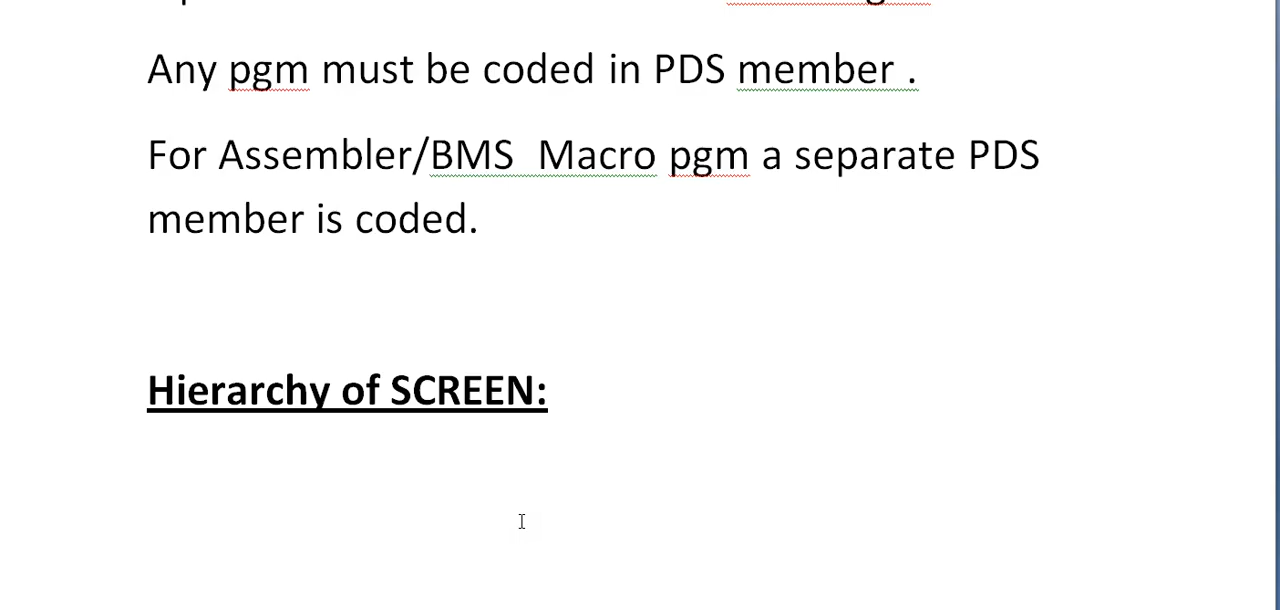 Any pgm must be coded in PDS member .
For Assembler/BMS  Macro pgm a separate PDS
member is coded.
Hierarchy of SCREEN: